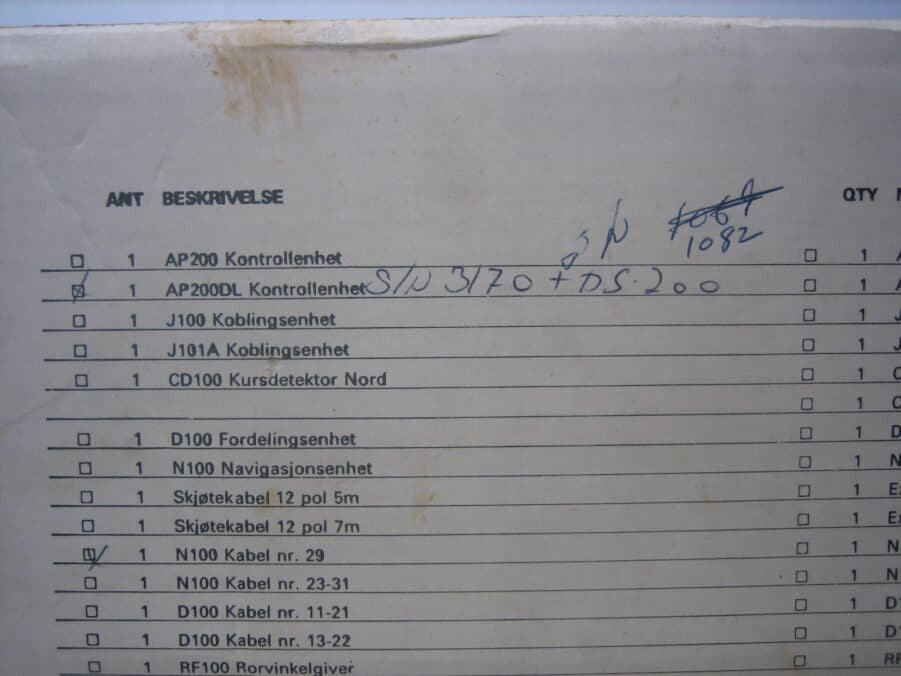 ANT BESKRIVELSE QTY
S/N 1082
1 AP200 Kontrollenhet 1
1 AP200DL Kontrollenhet S/N 3170 + DS.200 1
1 J100 Koblingsenhet 1
1 J101A Koblingsenhet 1
1 CD100 Kursdetektor Nord 1
1
1 D100 Fordelingsenhet 1
1 N100 Navigasjonsenhet 1
1 Skjøtekabel 12 pol 5m 1
1 Skjøtekabel 12 pol 7m 1
1 N100 Kabel nr. 29 1
1 N100 Kabel nr. 23-31 1
1 D100 Kabel nr. 11-21 1
1 D100 Kabel nr. 13-22 1
1 RF100 Rorvinkelgiver 1